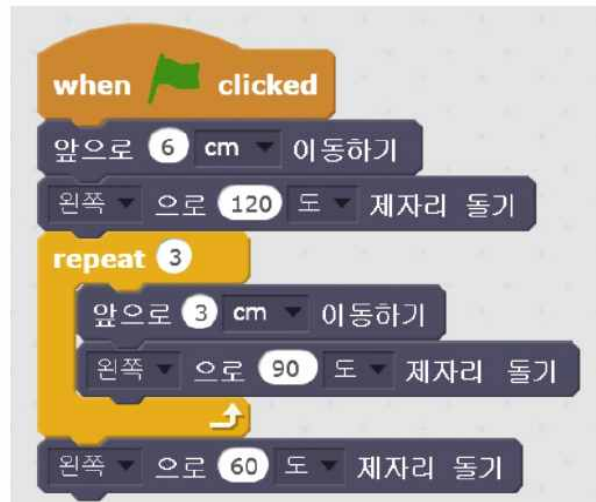 when clicked
앞으로 6 cm 이동하기
왼쪽 으로 120 도 제자리 돌기
repeat 3
앞으로 3 cm 이동하기
왼쪽 으로 90 도 제자리 돌기
왼쪽 으로 60 도 제자리 돌기